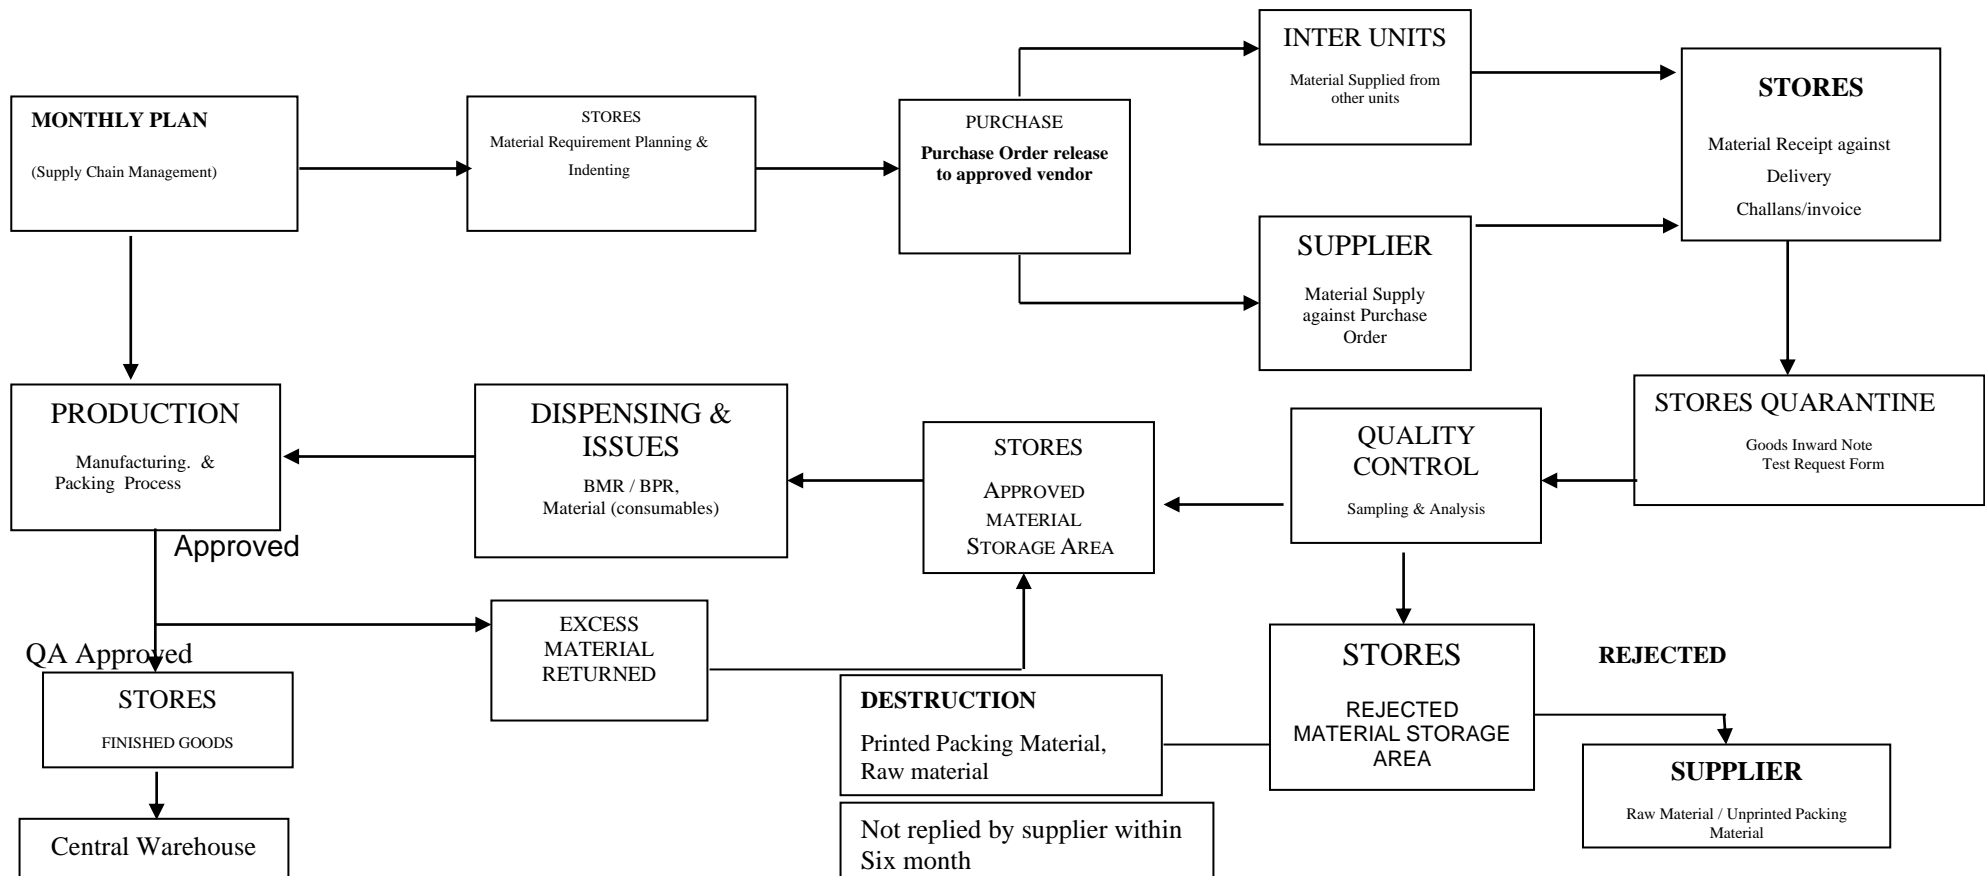 MONTHLY PLAN
(Supply Chain Management)
STORES
Material Requirement Planning &
Indenting
PURCHASE
Purchase Order release
to approved vendor
INTER UNITS
Material Supplied from
other units
STORES
Material Receipt against
Delivery
Challans/invoice
SUPPLIER
Material Supply
against Purchase
Order
PRODUCTION
Manufacturing. &
Packing Process
DISPENSING &
ISSUES
BMR / BPR,
Material (consumables)
STORES
APPROVED
MATERIAL
STORAGE AREA
QUALITY
CONTROL
Sampling & Analysis
STORES QUARANTINE
Goods Inward Note
Test Request Form
Approved
QA Approved
EXCESS
MATERIAL
RETURNED
STORES
FINISHED GOODS
Central Warehouse
DESTRUCTION
Printed Packing Material,
Raw material
Not replied by supplier within
Six month
STORES
REJECTED
MATERIAL STORAGE
AREA
REJECTED
SUPPLIER
Raw Material / Unprinted Packing
Material